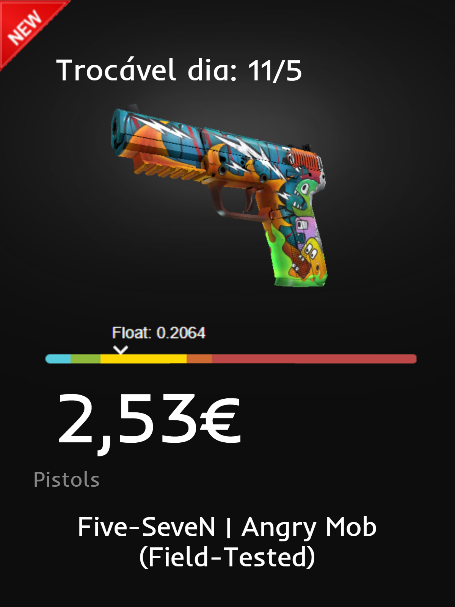 NEW
Trocável dia: 11/5
Float: 0.2064
2,53€
Pistols
Five-SeveN | Angry Mob
(Field-Tested)